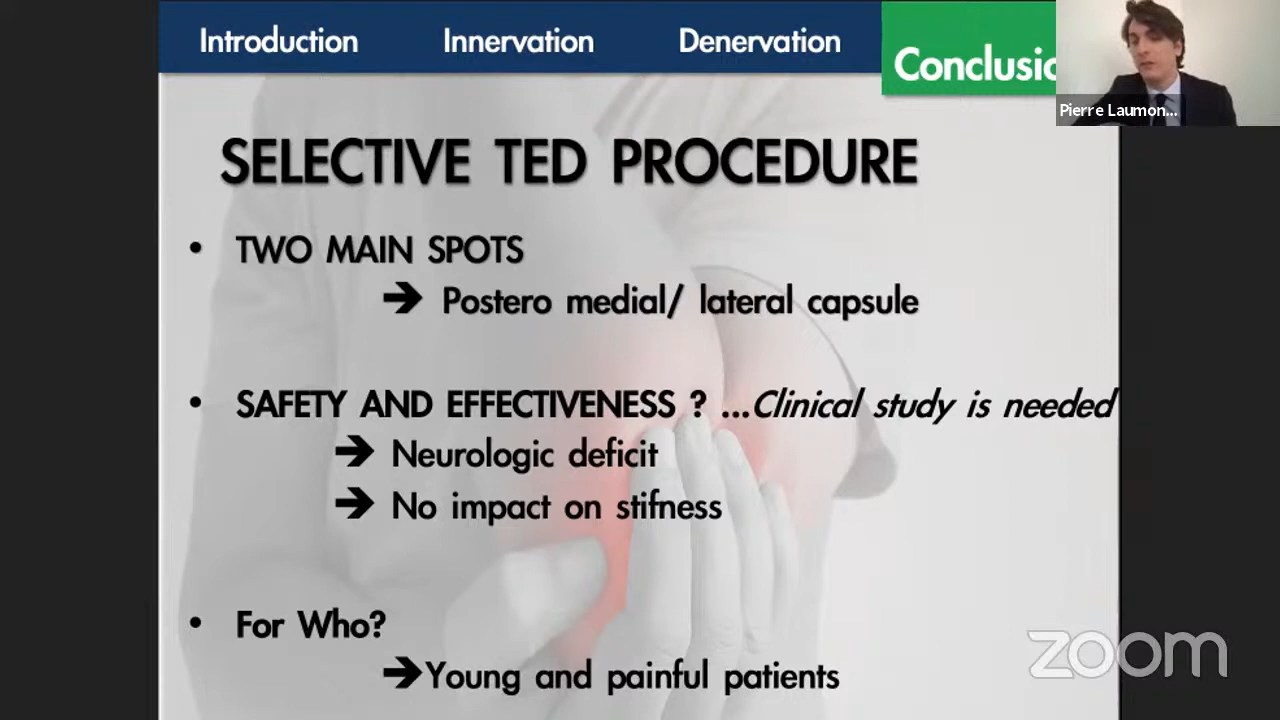 Introduction Innervation Denervation Conclusic
Pierre Laumon...
SELECTIVE TED PROCEDURE
• TWO MAIN SPOTS
➔ Postero medial/ lateral capsule
• SAFETY AND EFFECTIVENESS ? ...Clinical study is needed
➔ Neurologic deficit
➔ No impact on stifness
• For Who?
➔Young and painful patients
zoom